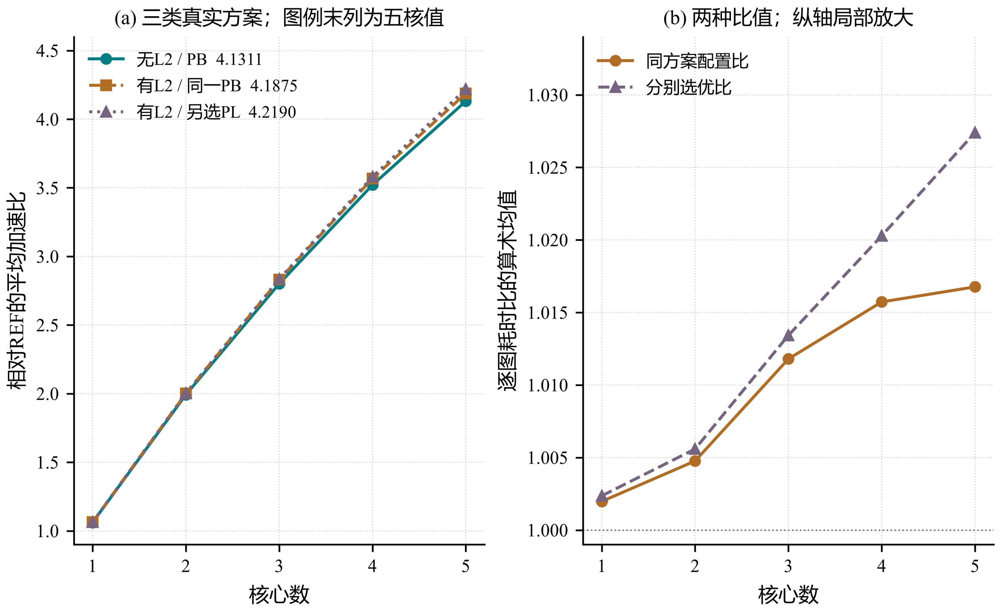 (a) 三类真实方案；图例末列为五核值
无L2 / PB 4.1311
有L2 / 同一PB 4.1875
有L2 / 另选PL 4.2190
相对REF的平均加速比
4.5
4.0
3.5
3.0
2.5
2.0
1.5
1.0
1
2
3
4
5
核心数
(b) 两种比值；纵轴局部放大
同方案配置比
分别选优比
逐图耗时比的算术均值
1.030
1.025
1.020
1.015
1.010
1.005
1.000
1
2
3
4
5
核心数